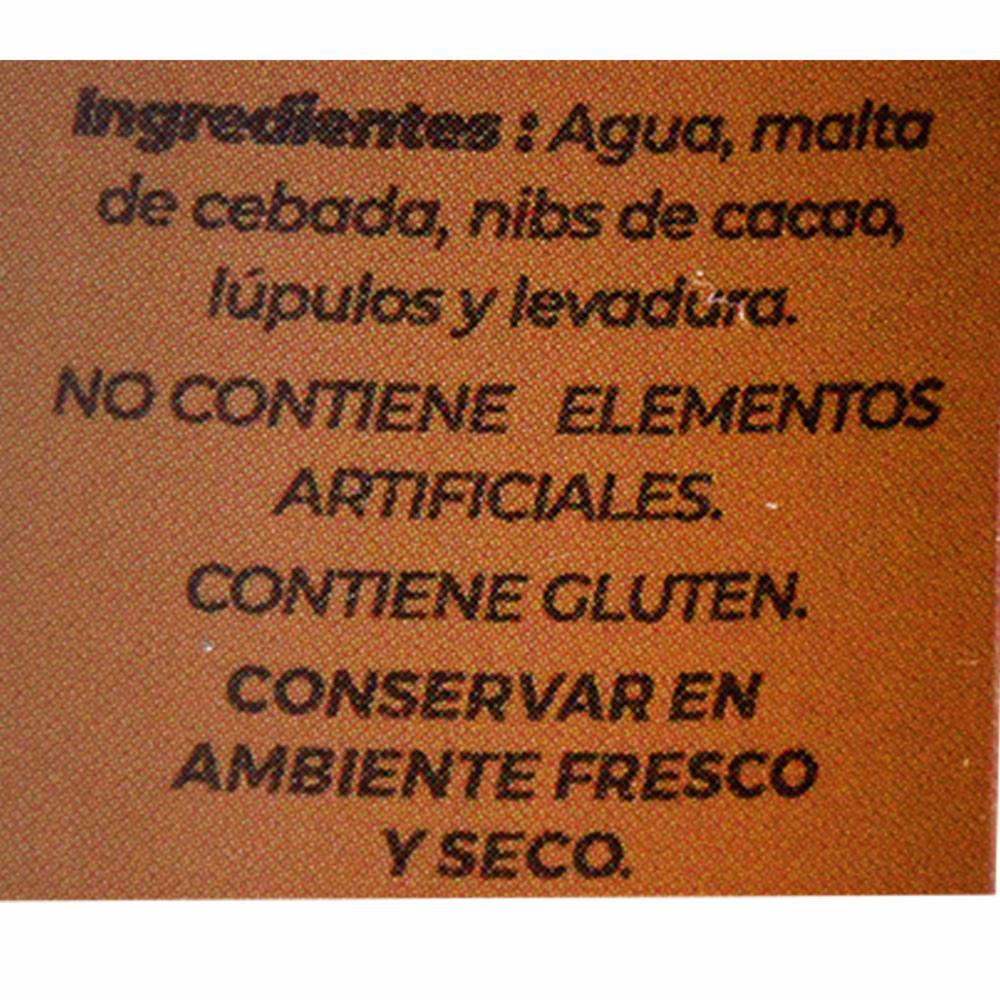 Ingredientes : Agua, malta
de cebada, nibs de cacao,
lúpulos y levadura.
NO CONTIENE ELEMENTOS
ARTIFICIALES.
CONTIENE GLUTEN.
CONSERVAR EN
AMBIENTE FRESCO
Y SECO.